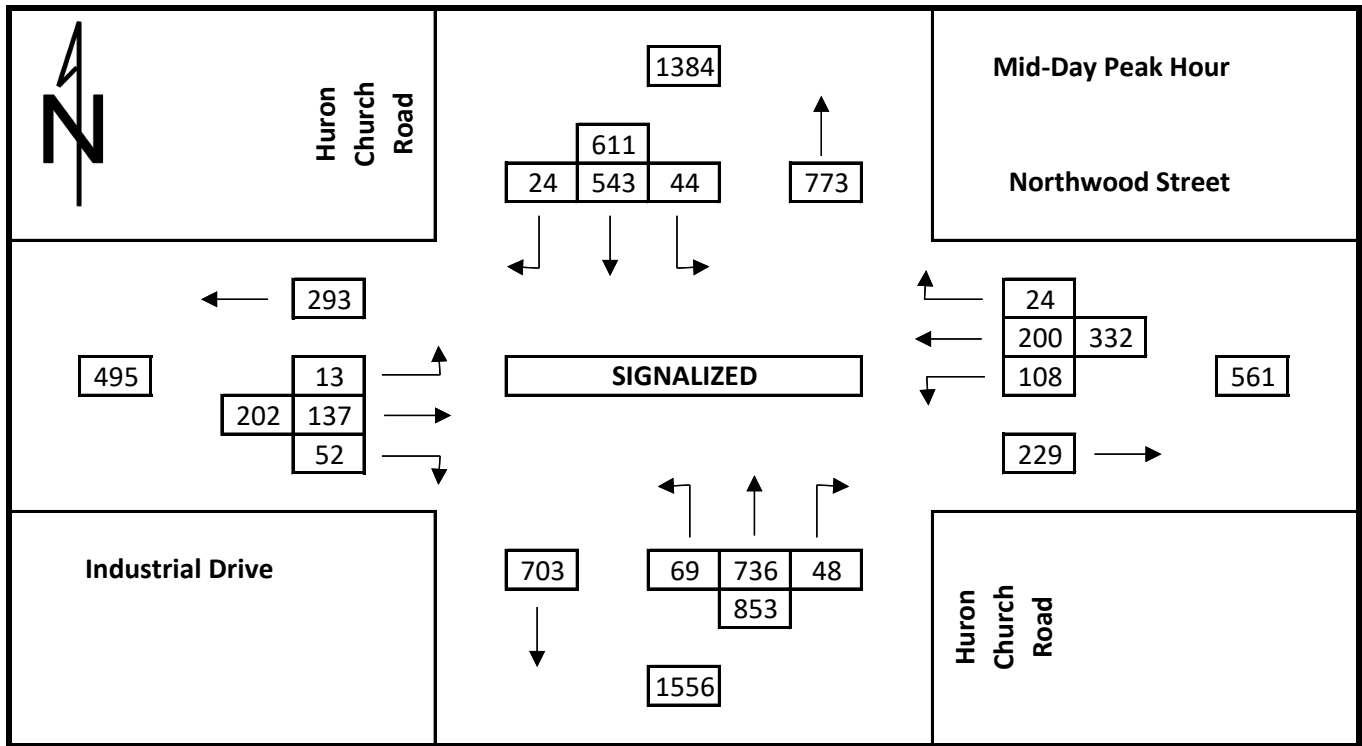 N
Huron
Church
Road
1384
Mid-Day Peak Hour
611
24 543 44
773
Northwood Street
293
24
200 332
108
495
13
202 137
52
SIGNALIZED
561
229
Industrial Drive
703
69 736 48
853
1556
Huron
Church
Road